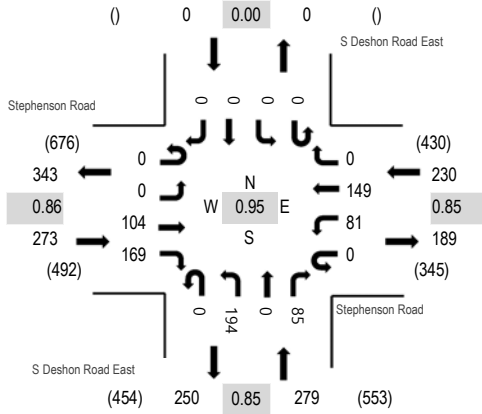 () 0 0.00 0 ()
S Deshon Road East
0 0 0 0
Stephenson Road
(676) 0 0 (430)
343 230
0 N 149
0.86 W 0.95 E 0.85
104 81
273 S 189
169 0
(492) (345)
0 194 0 85
Stephenson Road
S Deshon Road East
(454) 250 0.85 279 (553)